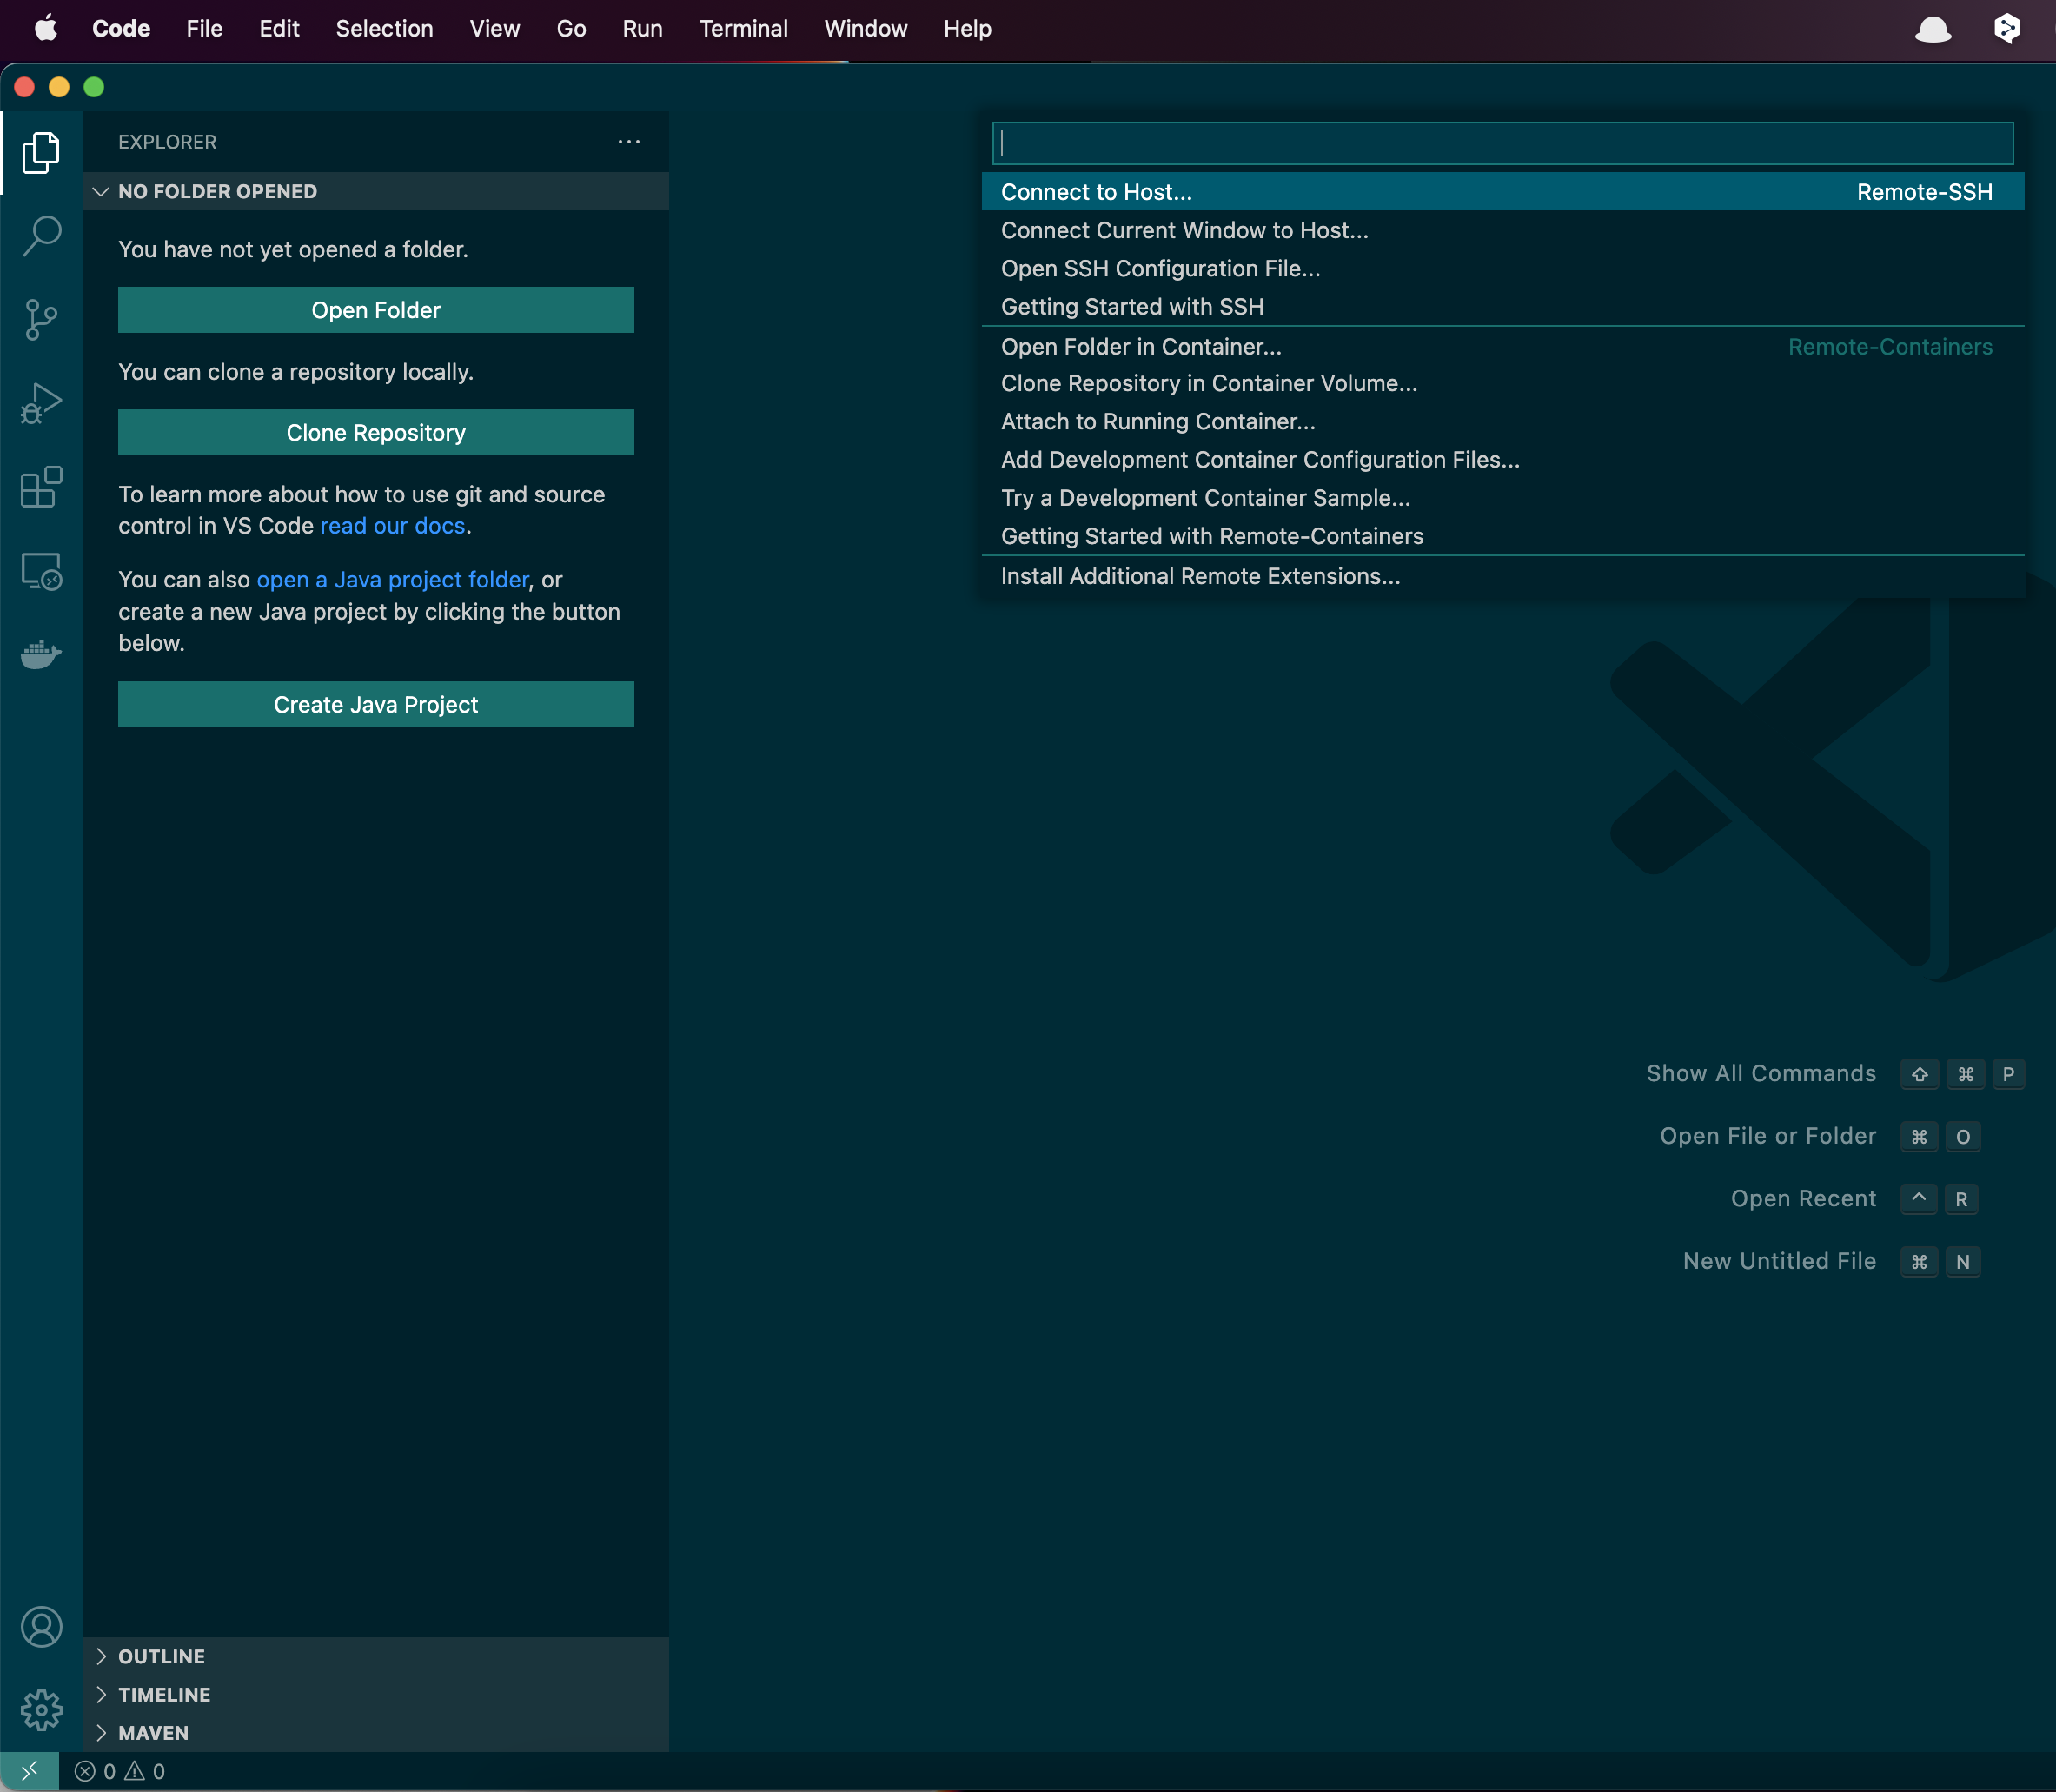 Code File Edit Selection View Go Run Terminal Window Help
EXPLORER
NO FOLDER OPENED
You have not yet opened a folder.
Open Folder
You can clone a repository locally.
Clone Repository
To learn more about how to use git and source
control in VS Code read our docs.
You can also open a Java project folder, or
create a new Java project by clicking the button
below.
Create Java Project
OUTLINE
TIMELINE
MAVEN
0 0
Connect to Host... Remote-SSH
Connect Current Window to Host...
Open SSH Configuration File...
Getting Started with SSH
Open Folder in Container... Remote-Containers
Clone Repository in Container Volume...
Attach to Running Container...
Add Development Container Configuration Files...
Try a Development Container Sample...
Getting Started with Remote-Containers
Install Additional Remote Extensions...
Show All Commands ⇧ ⌘ P
Open File or Folder ⌘ O
Open Recent ^ R
New Untitled File ⌘ N